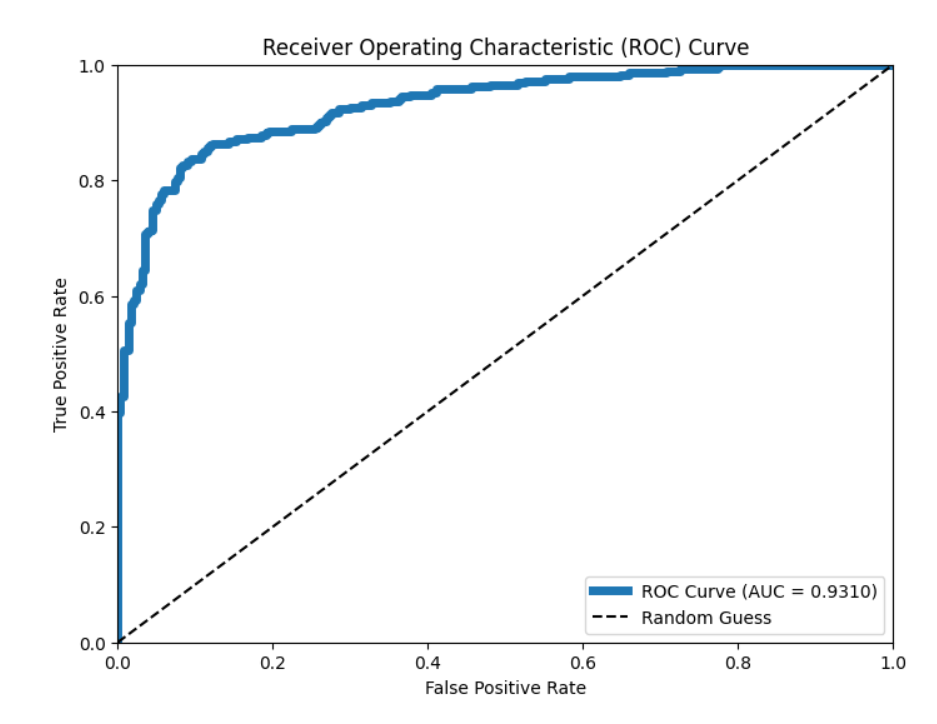 Receiver Operating Characteristic (ROC) Curve
1.0
0.8
0.6
0.4
0.2
0.0
True Positive Rate
ROC Curve (AUC = 0.9310)
Random Guess
0.0 0.2 0.4 0.6 0.8 1.0
False Positive Rate